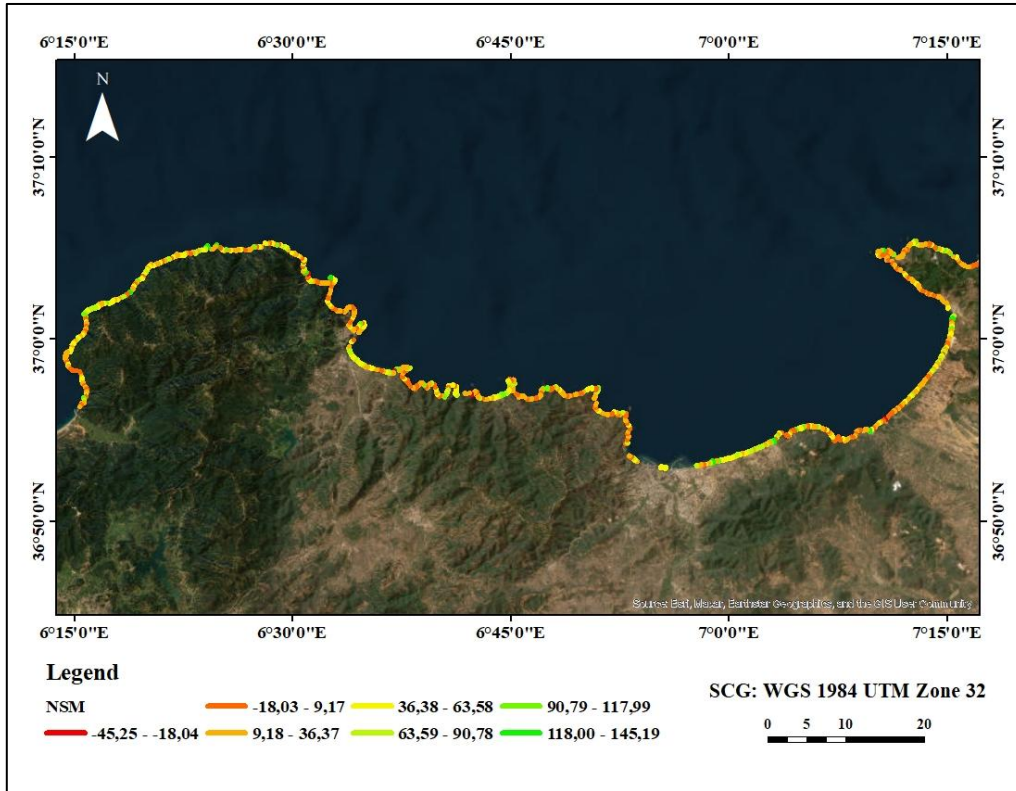 6°15'0"E 6°30'0"E 6°45'0"E 7°0'0"E 7°15'0"E
N
37°10'0"N 37°10'0"N
37°0'0"N 37°0'0"N
36°50'0"N 36°50'0"N
Source: Esri, Maxar, Earthstar Geographics, and the GIS User Community
6°15'0"E 6°30'0"E 6°45'0"E 7°0'0"E 7°15'0"E
Legend
NSM -18,03 - 9,17 36,38 - 63,58 90,79 - 117,99
-45,25 - -18,04 9,18 - 36,37 63,59 - 90,78 118,00 - 145,19
SCG: WGS 1984 UTM Zone 32
0 5 10 20